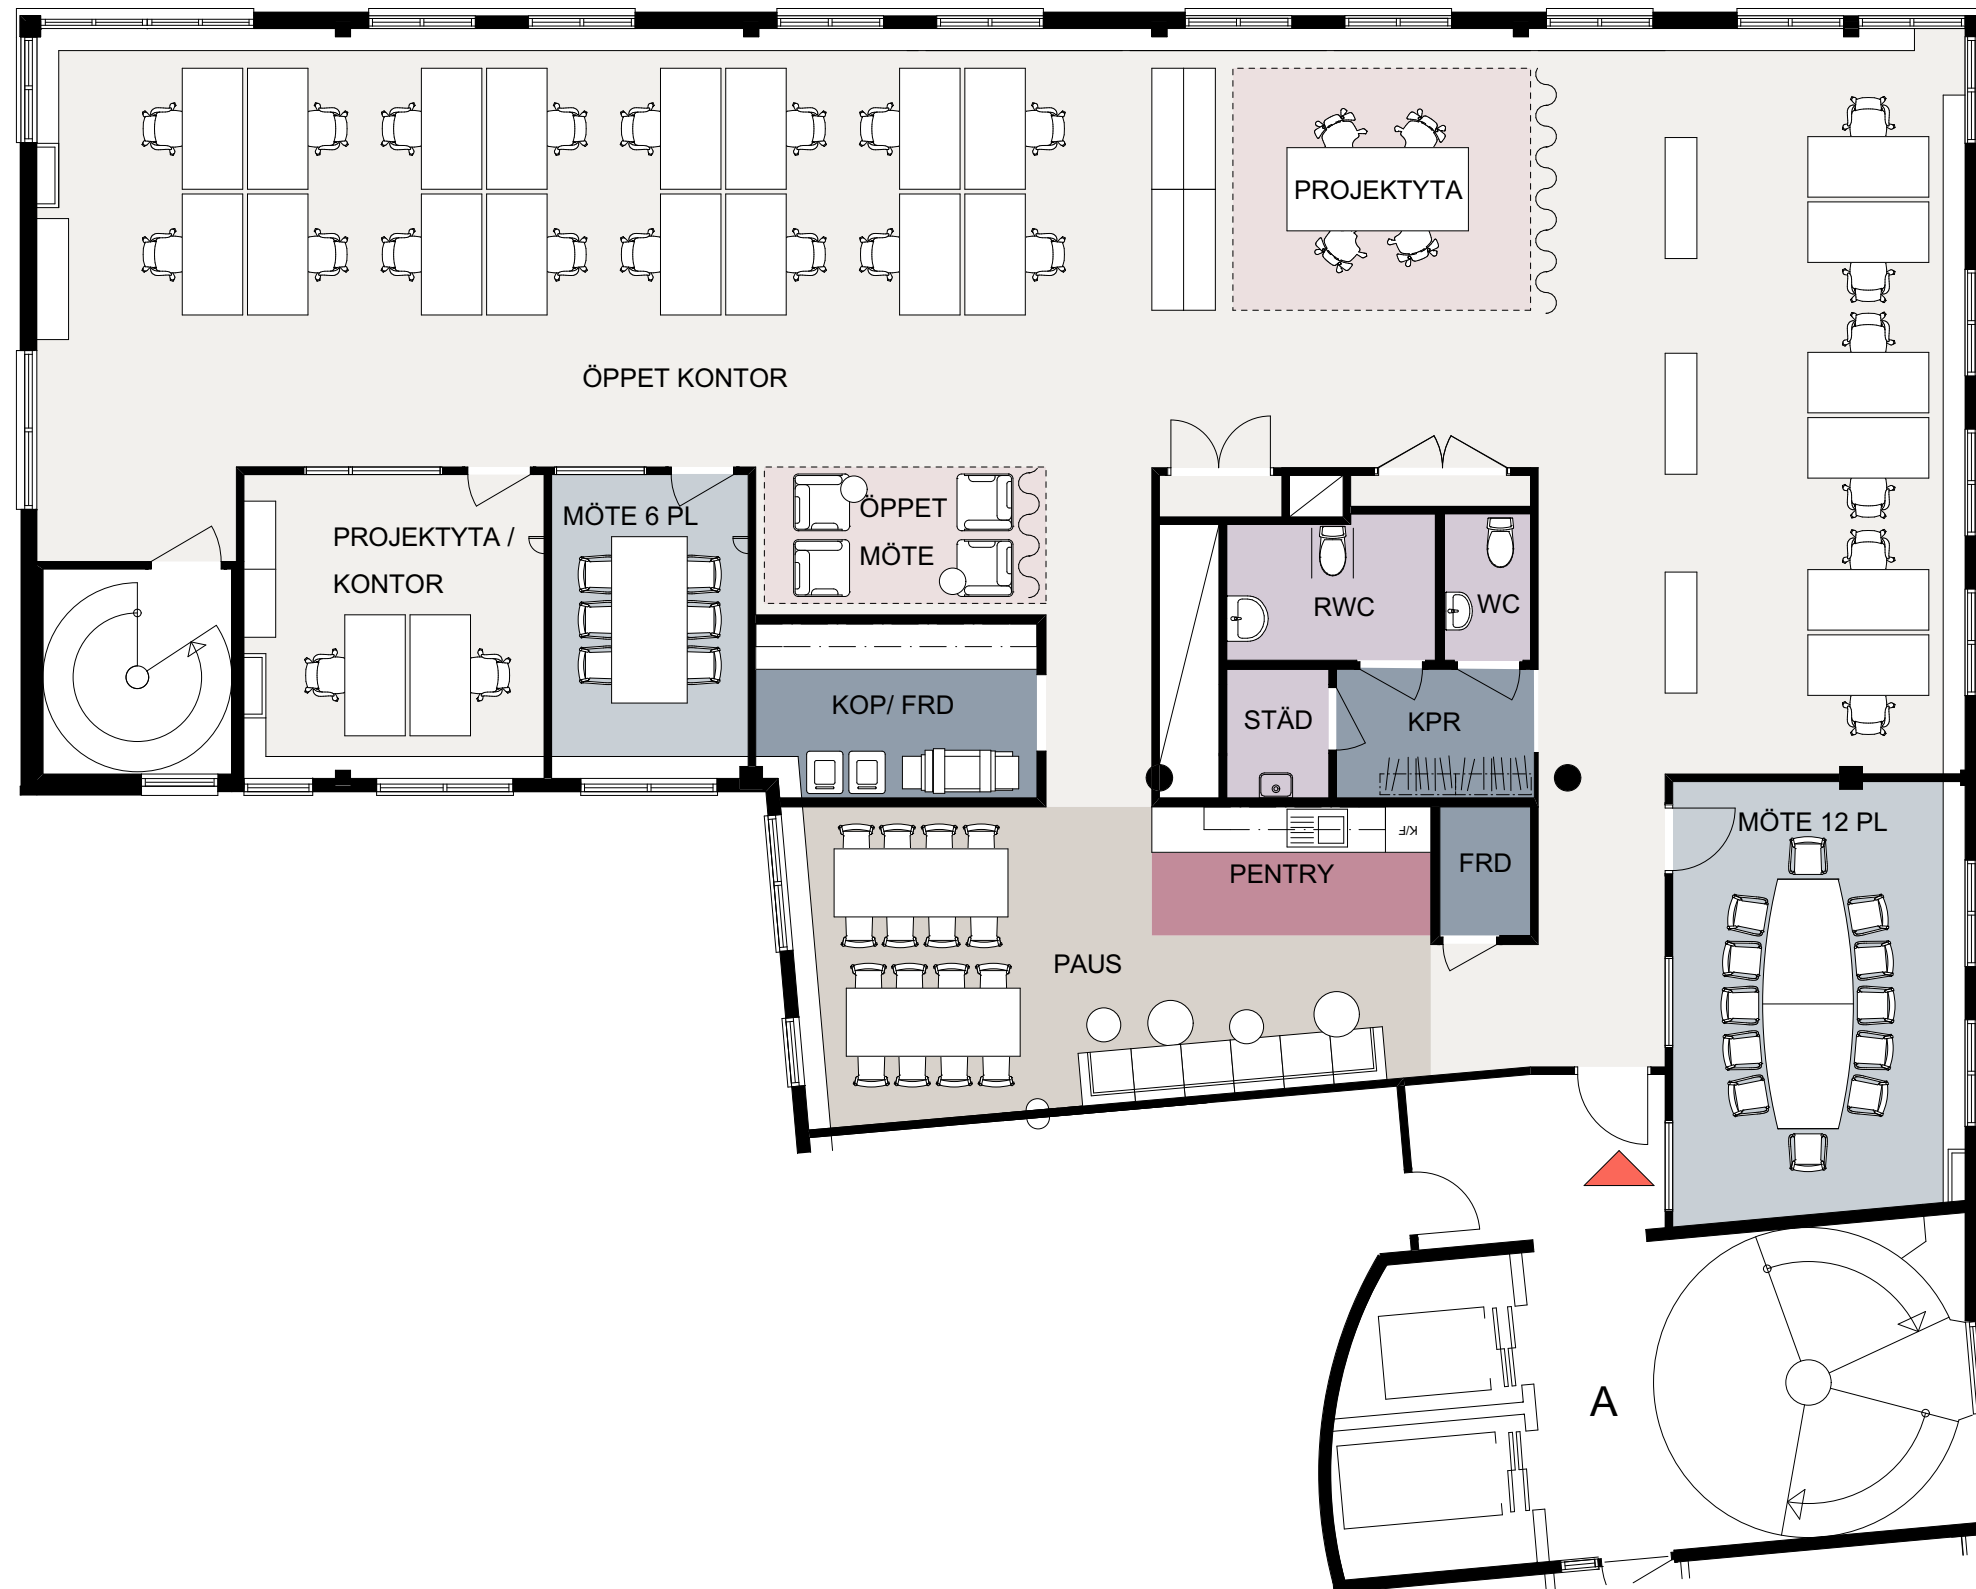 PROJEKTYTA
ÖPPET KONTOR
PROJEKTYTA /
KONTOR
MÖTE 6 PL
ÖPPET
MÖTE
RWC
WC
KOP/ FRD
STÄD
KPR
MÖTE 12 PL
K/F
PENTRY
FRD
PAUS
A